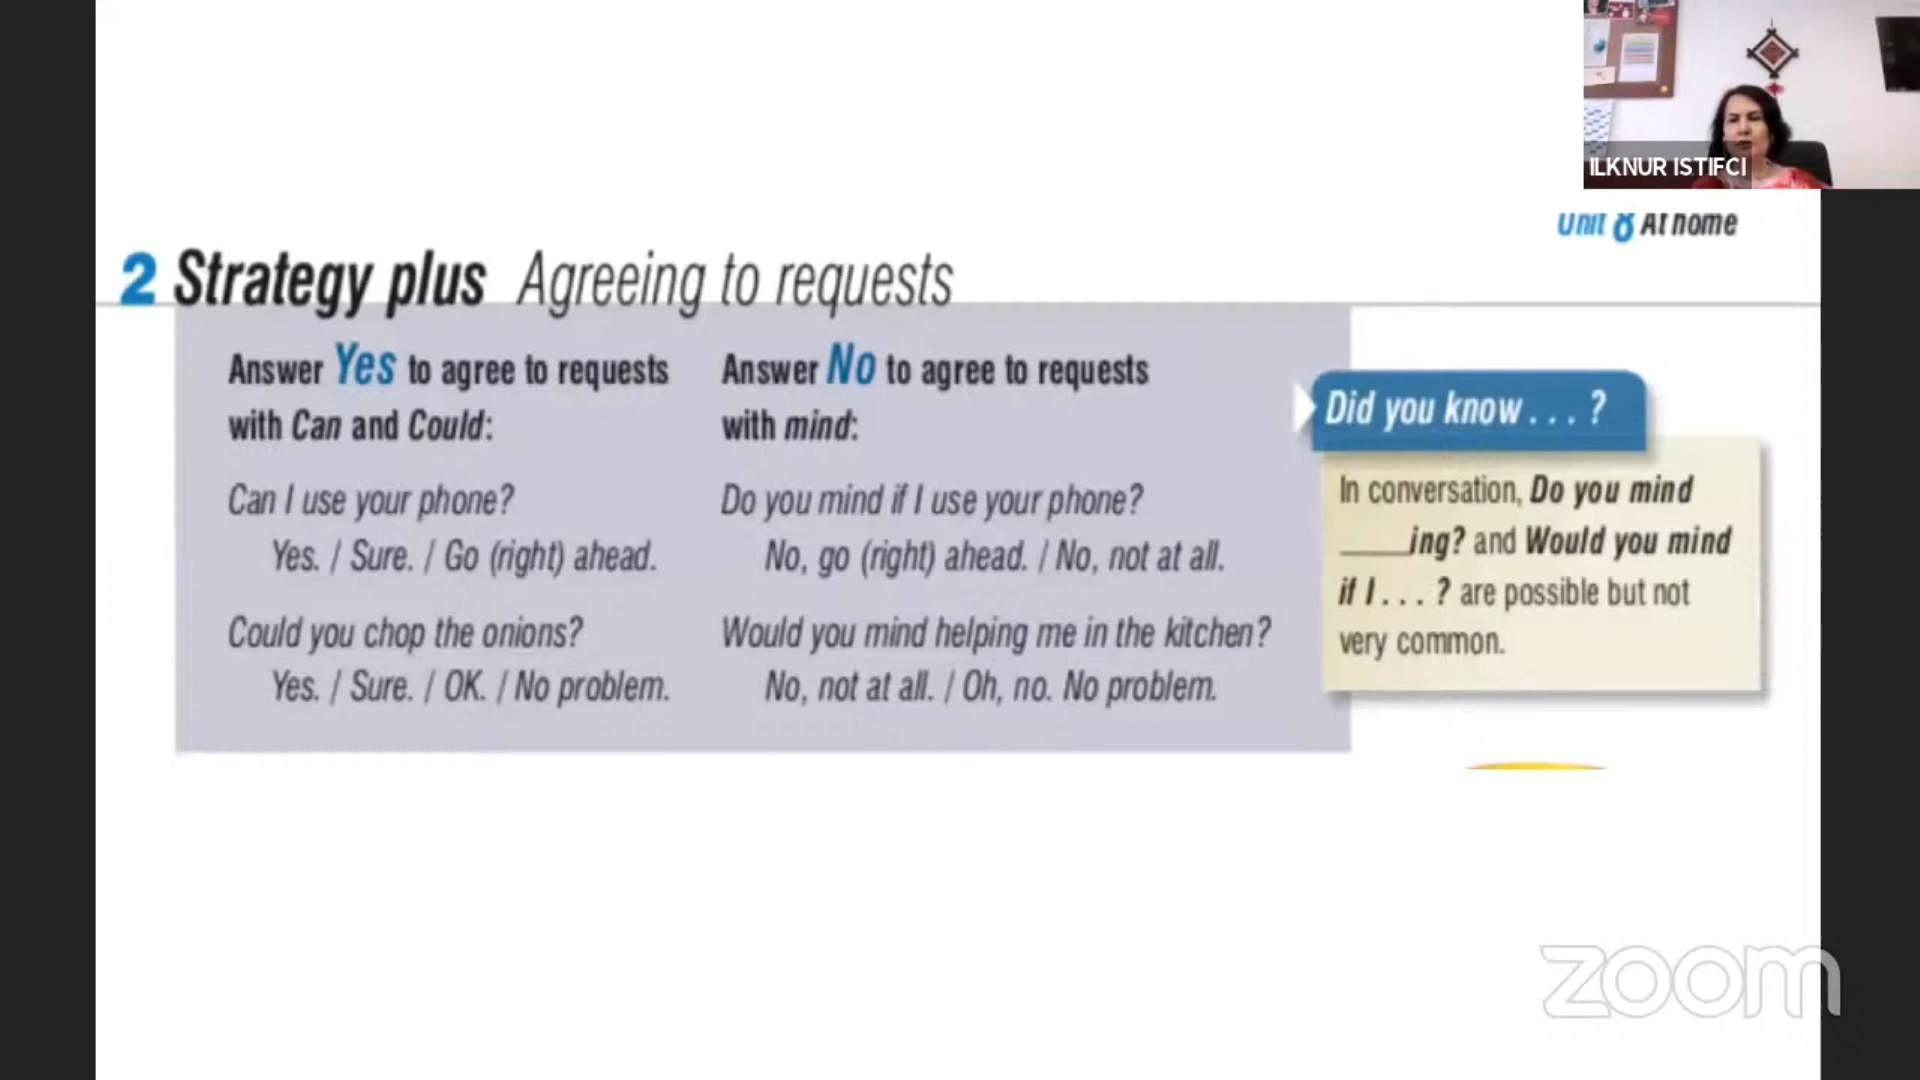 ILKNUR ISTIFCI
Unit 8 At home
2 Strategy plus Agreeing to requests
Answer Yes to agree to requests
with Can and Could:
Can I use your phone?
Yes. / Sure. / Go (right) ahead.
Could you chop the onions?
Yes. / Sure. / OK. / No problem.
Answer No to agree to requests
with mind:
Do you mind if I use your phone?
No, go (right) ahead. / No, not at all.
Would you mind helping me in the kitchen?
No, not at all. / Oh, no. No problem.
Did you know . . . ?
In conversation, Do you mind
____ing? and Would you mind
if I . . . ? are possible but not
very common.
zoom